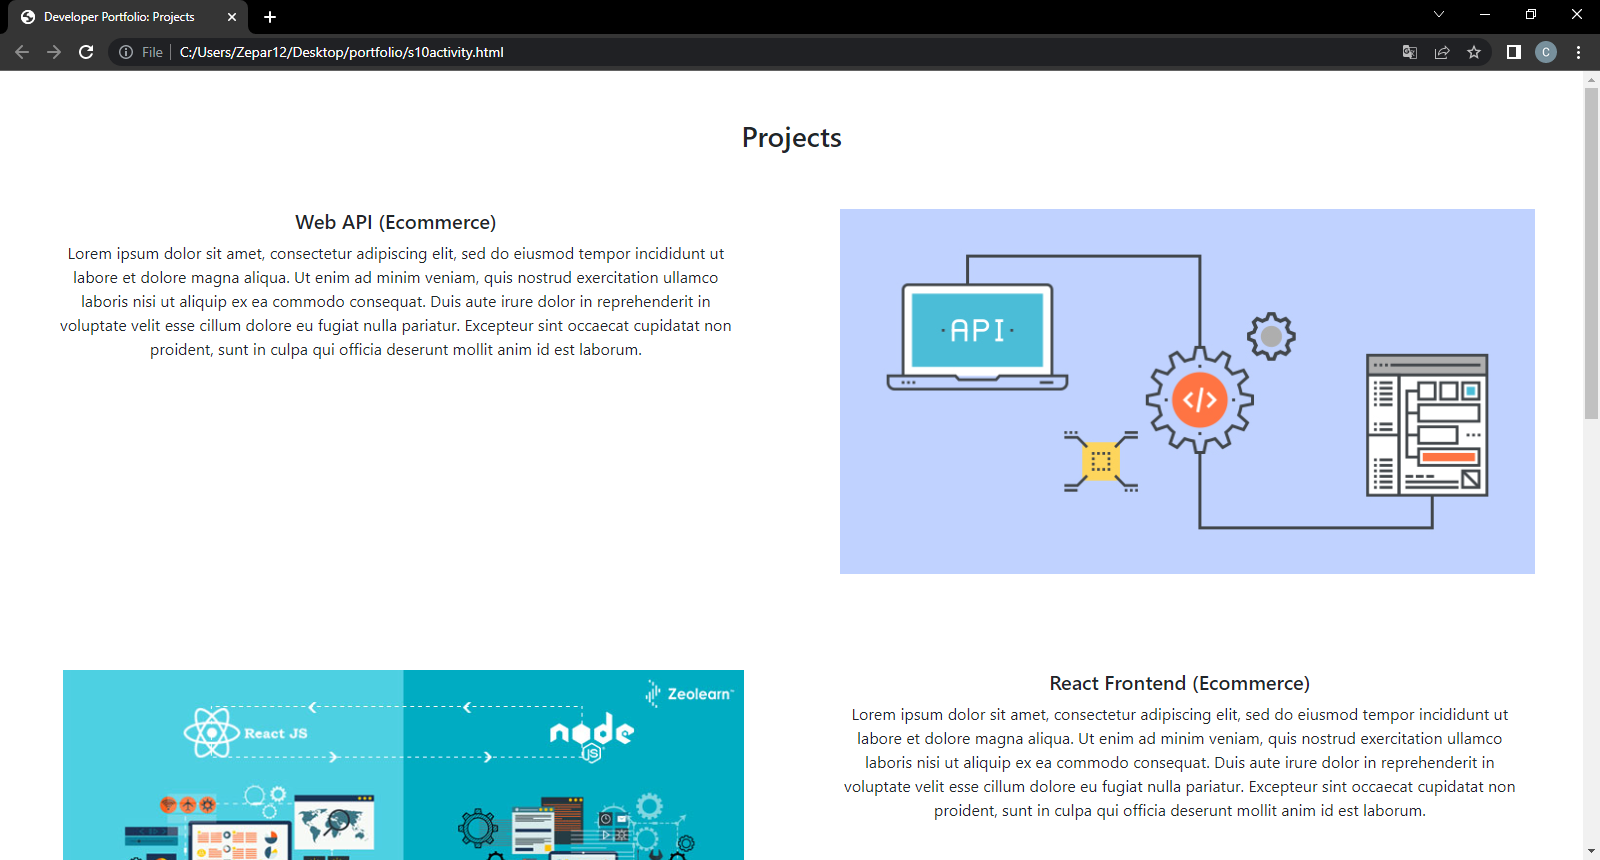 Developer Portfolio: Projects
File
C:/Users/Zepar12/Desktop/portfolio/s10activity.html
C
Projects
Web API (Ecommerce)
Lorem ipsum dolor sit amet, consectetur adipiscing elit, sed do eiusmod tempor incididunt ut
labore et dolore magna aliqua. Ut enim ad minim veniam, quis nostrud exercitation ullamco
laboris nisi ut aliquip ex ea commodo consequat. Duis aute irure dolor in reprehenderit in
voluptate velit esse cillum dolore eu fugiat nulla pariatur. Excepteur sint occaecat cupidatat non
proident, sunt in culpa qui officia deserunt mollit anim id est laborum.
·API·
</>
Zeolearn™
React JS
node
JS
React Frontend (Ecommerce)
Lorem ipsum dolor sit amet, consectetur adipiscing elit, sed do eiusmod tempor incididunt ut
labore et dolore magna aliqua. Ut enim ad minim veniam, quis nostrud exercitation ullamco
laboris nisi ut aliquip ex ea commodo consequat. Duis aute irure dolor in reprehenderit in
voluptate velit esse cillum dolore eu fugiat nulla pariatur. Excepteur sint occaecat cupidatat non
proident, sunt in culpa qui officia deserunt mollit anim id est laborum.